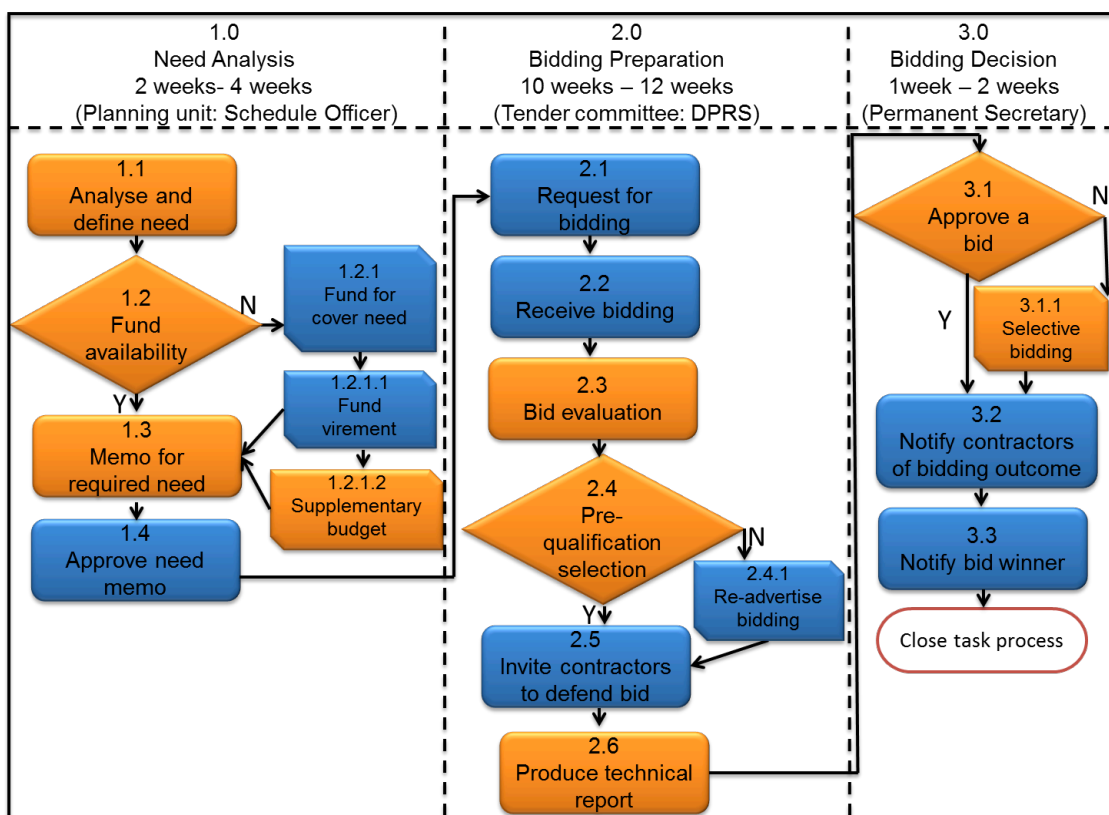 1.0
Need Analysis
2 weeks- 4 weeks
(Planning unit: Schedule Officer)
1.1
Analyse and
define need
1.2
Fund
availability
N
Y
1.2.1
Fund for
cover need
1.2.1.1
Fund
virement
1.2.1.2
Supplementary
budget
1.3
Memo for
required need
1.4
Approve need
memo
2.0
Bidding Preparation
10 weeks – 12 weeks
(Tender committee: DPRS)
2.1
Request for
bidding
2.2
Receive bidding
2.3
Bid evaluation
2.4
Pre-
qualification
selection
N
Y
2.4.1
Re-advertise
bidding
2.5
Invite contractors
to defend bid
2.6
Produce technical
report
3.0
Bidding Decision
1week – 2 weeks
(Permanent Secretary)
3.1
Approve a
bid
N
Y
3.1.1
Selective
bidding
3.2
Notify contractors
of bidding outcome
3.3
Notify bid winner
Close task process